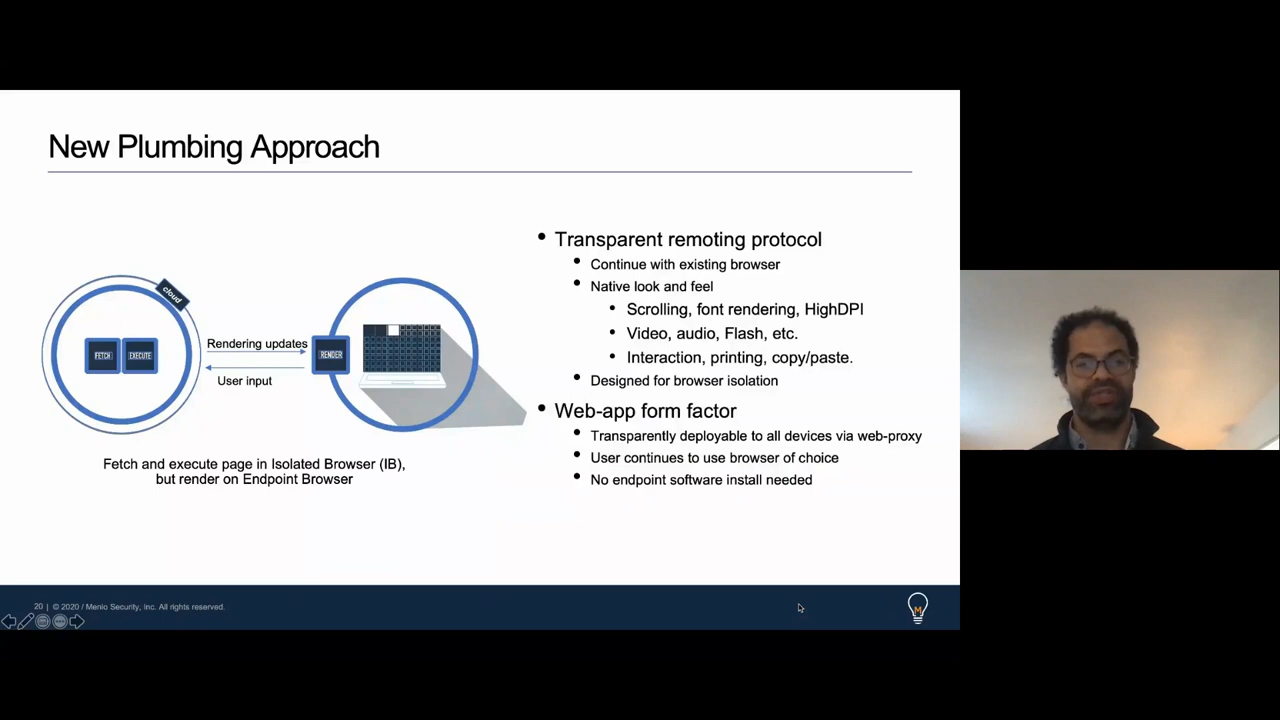 New Plumbing Approach
cloud
FETCH
EXECUTE
Rendering updates
User input
RENDER
Fetch and execute page in Isolated Browser (IB),
but render on Endpoint Browser
• Transparent remoting protocol
• Continue with existing browser
• Native look and feel
• Scrolling, font rendering, HighDPI
• Video, audio, Flash, etc.
• Interaction, printing, copy/paste.
• Designed for browser isolation
• Web-app form factor
• Transparently deployable to all devices via web-proxy
• User continues to use browser of choice
• No endpoint software install needed
20 | © 2020 / Menlo Security, Inc. All rights reserved.
M